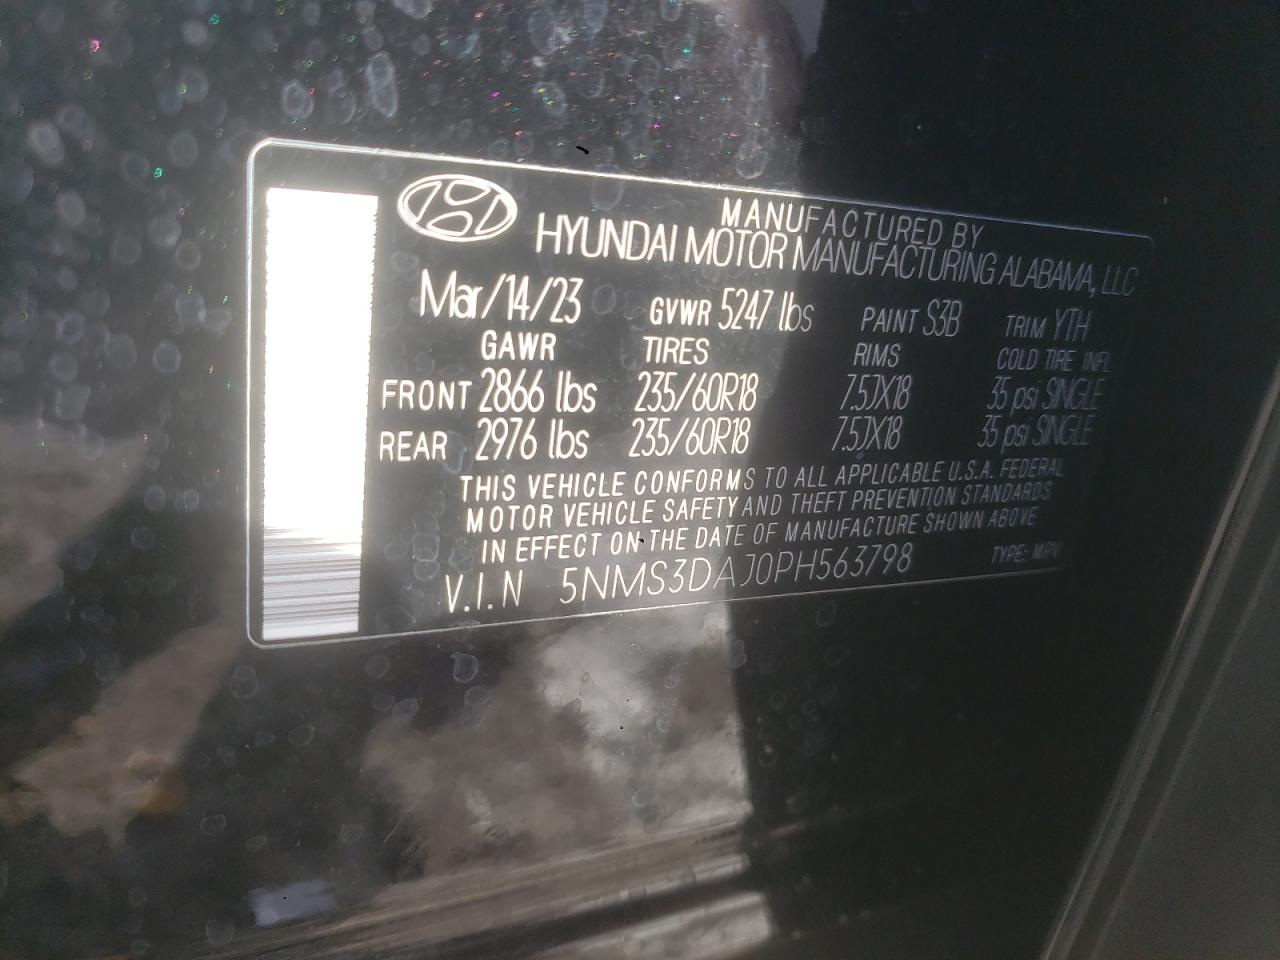 MANUFACTURED BY
HYUNDAI MOTOR MANUFACTURING ALABAMA, LLC
Mar/14/23 GVWR 5247 lbs PAINT S3B TRIM YTH
GAWR TIRES RIMS COLD TIRE INFL
FRONT 2866 lbs 235/60R18 7.5JX18 35 psi SINGLE
REAR 2976 lbs 235/60R18 7.5JX18 35 psi SINGLE
THIS VEHICLE CONFORMS TO ALL APPLICABLE U.S.A. FEDERAL
MOTOR VEHICLE SAFETY AND THEFT PREVENTION STANDARDS
IN EFFECT ON THE DATE OF MANUFACTURE SHOWN ABOVE
V.I.N 5NMS3DAJ0PH563798 TYPE: MPV